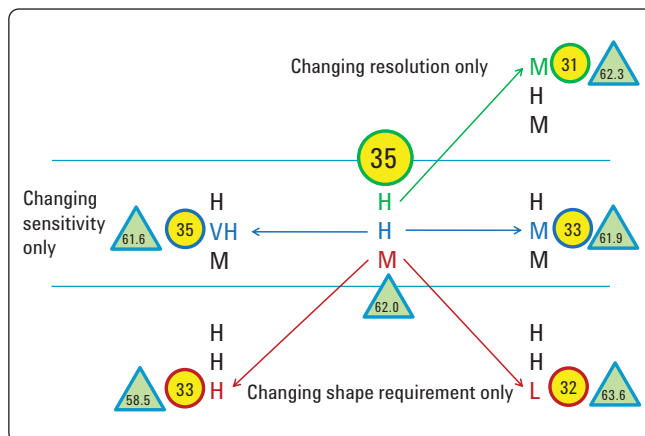 Changing resolution only
M 31 62.3
H
M
35
H
H
M
62.0
Changing
sensitivity
only
61.6 35
H
VH
M
H
M 33 61.9
M
H
H
58.5 33 H
Changing shape requirement only
H
H
L 32 63.6